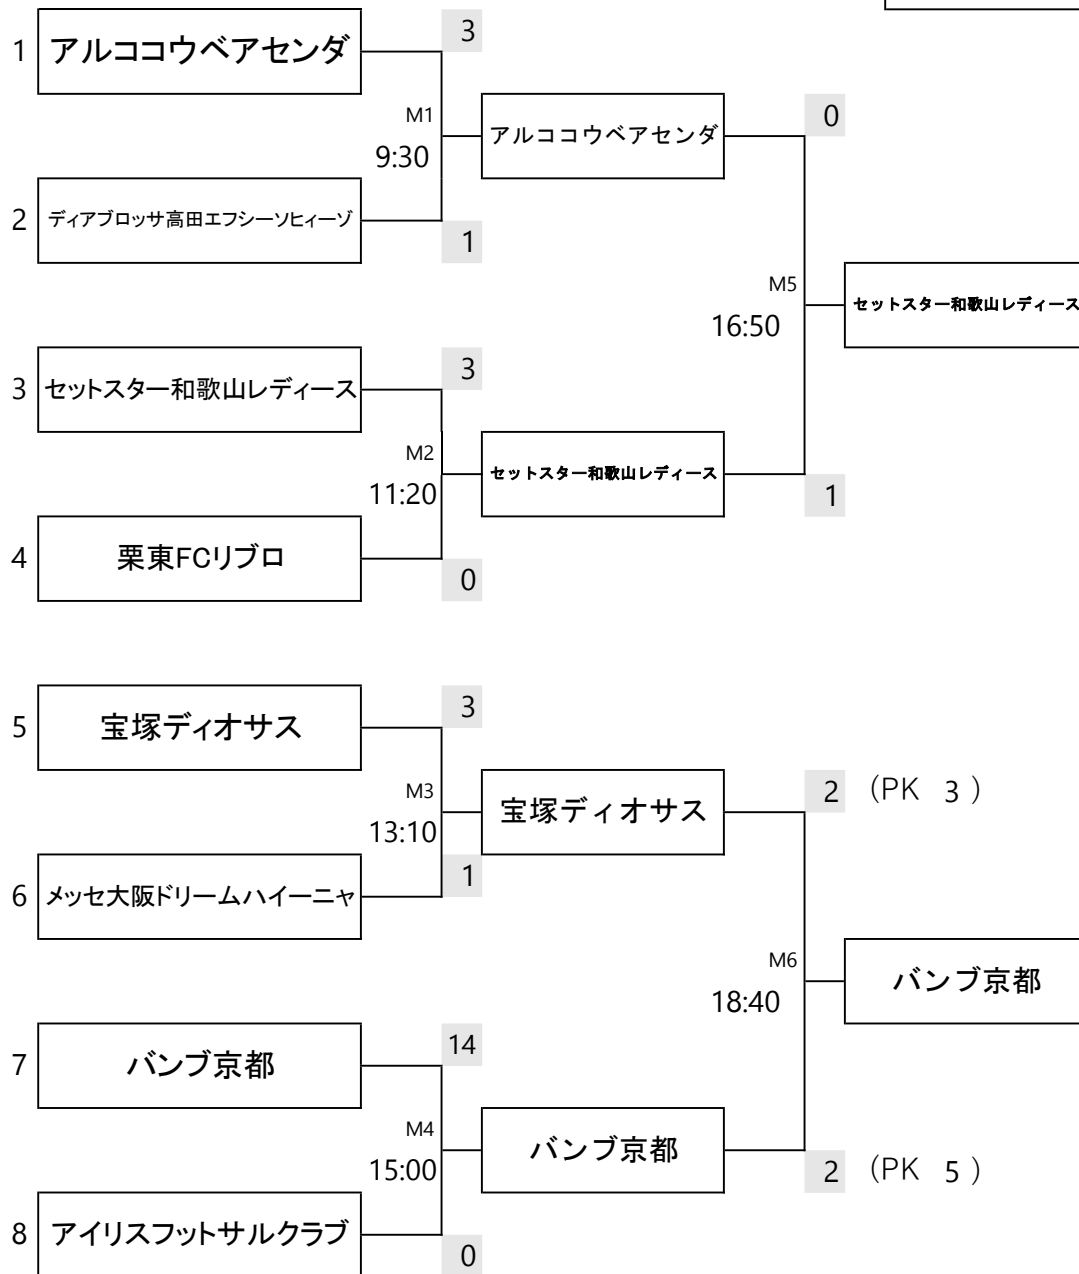 1
アルココウベアセンダ
3
M1
9:30
アルココウベアセンダ
0
2
ディアブロッサ高田エフシーソヒィーゾ
1
M5
16:50
セットスター和歌山レディース
3
セットスター和歌山レディース
3
M2
11:20
セットスター和歌山レディース
1
4
栗東FCリブロ
0
5
宝塚ディオサス
3
M3
13:10
宝塚ディオサス
2 (PK 3 )
6
メッセ大阪ドリームハイーニャ
1
M6
18:40
バンブ京都
7
バンブ京都
14
M4
15:00
バンブ京都
2 (PK 5 )
8
アイリスフットサルクラブ
0